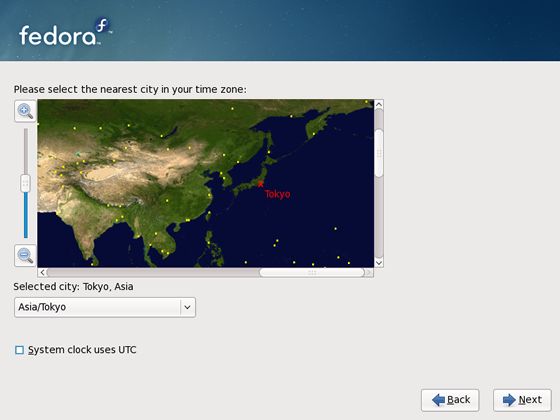 fedora
Please select the nearest city in your time zone:
Tokyo
Selected city: Tokyo, Asia
Asia/Tokyo
System clock uses UTC
Back
Next